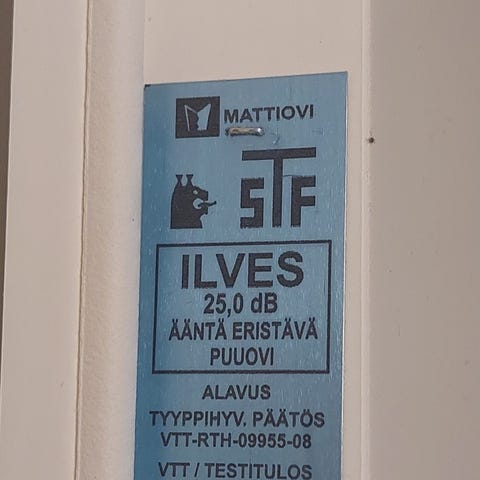 MATTIOVI
STF
ILVES
25,0 dB
ÄÄNTÄ ERISTÄVÄ
PUUOVI
ALAVUS
TYYPPIHYV. PÄÄTÖS
VTT-RTH-09955-08
VTT / TESTITULOS